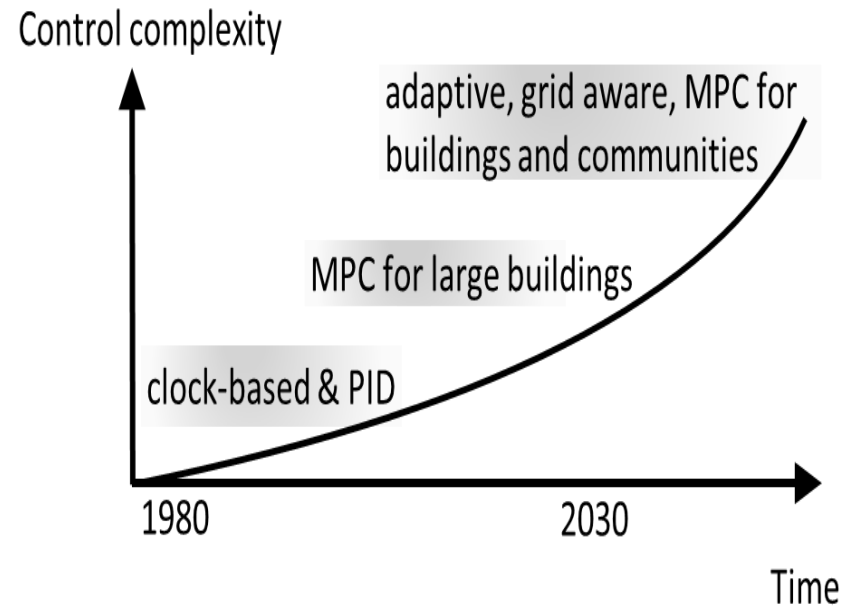 Control complexity
adaptive, grid aware, MPC for
buildings and communities
MPC for large buildings
clock-based & PID
1980
2030
Time